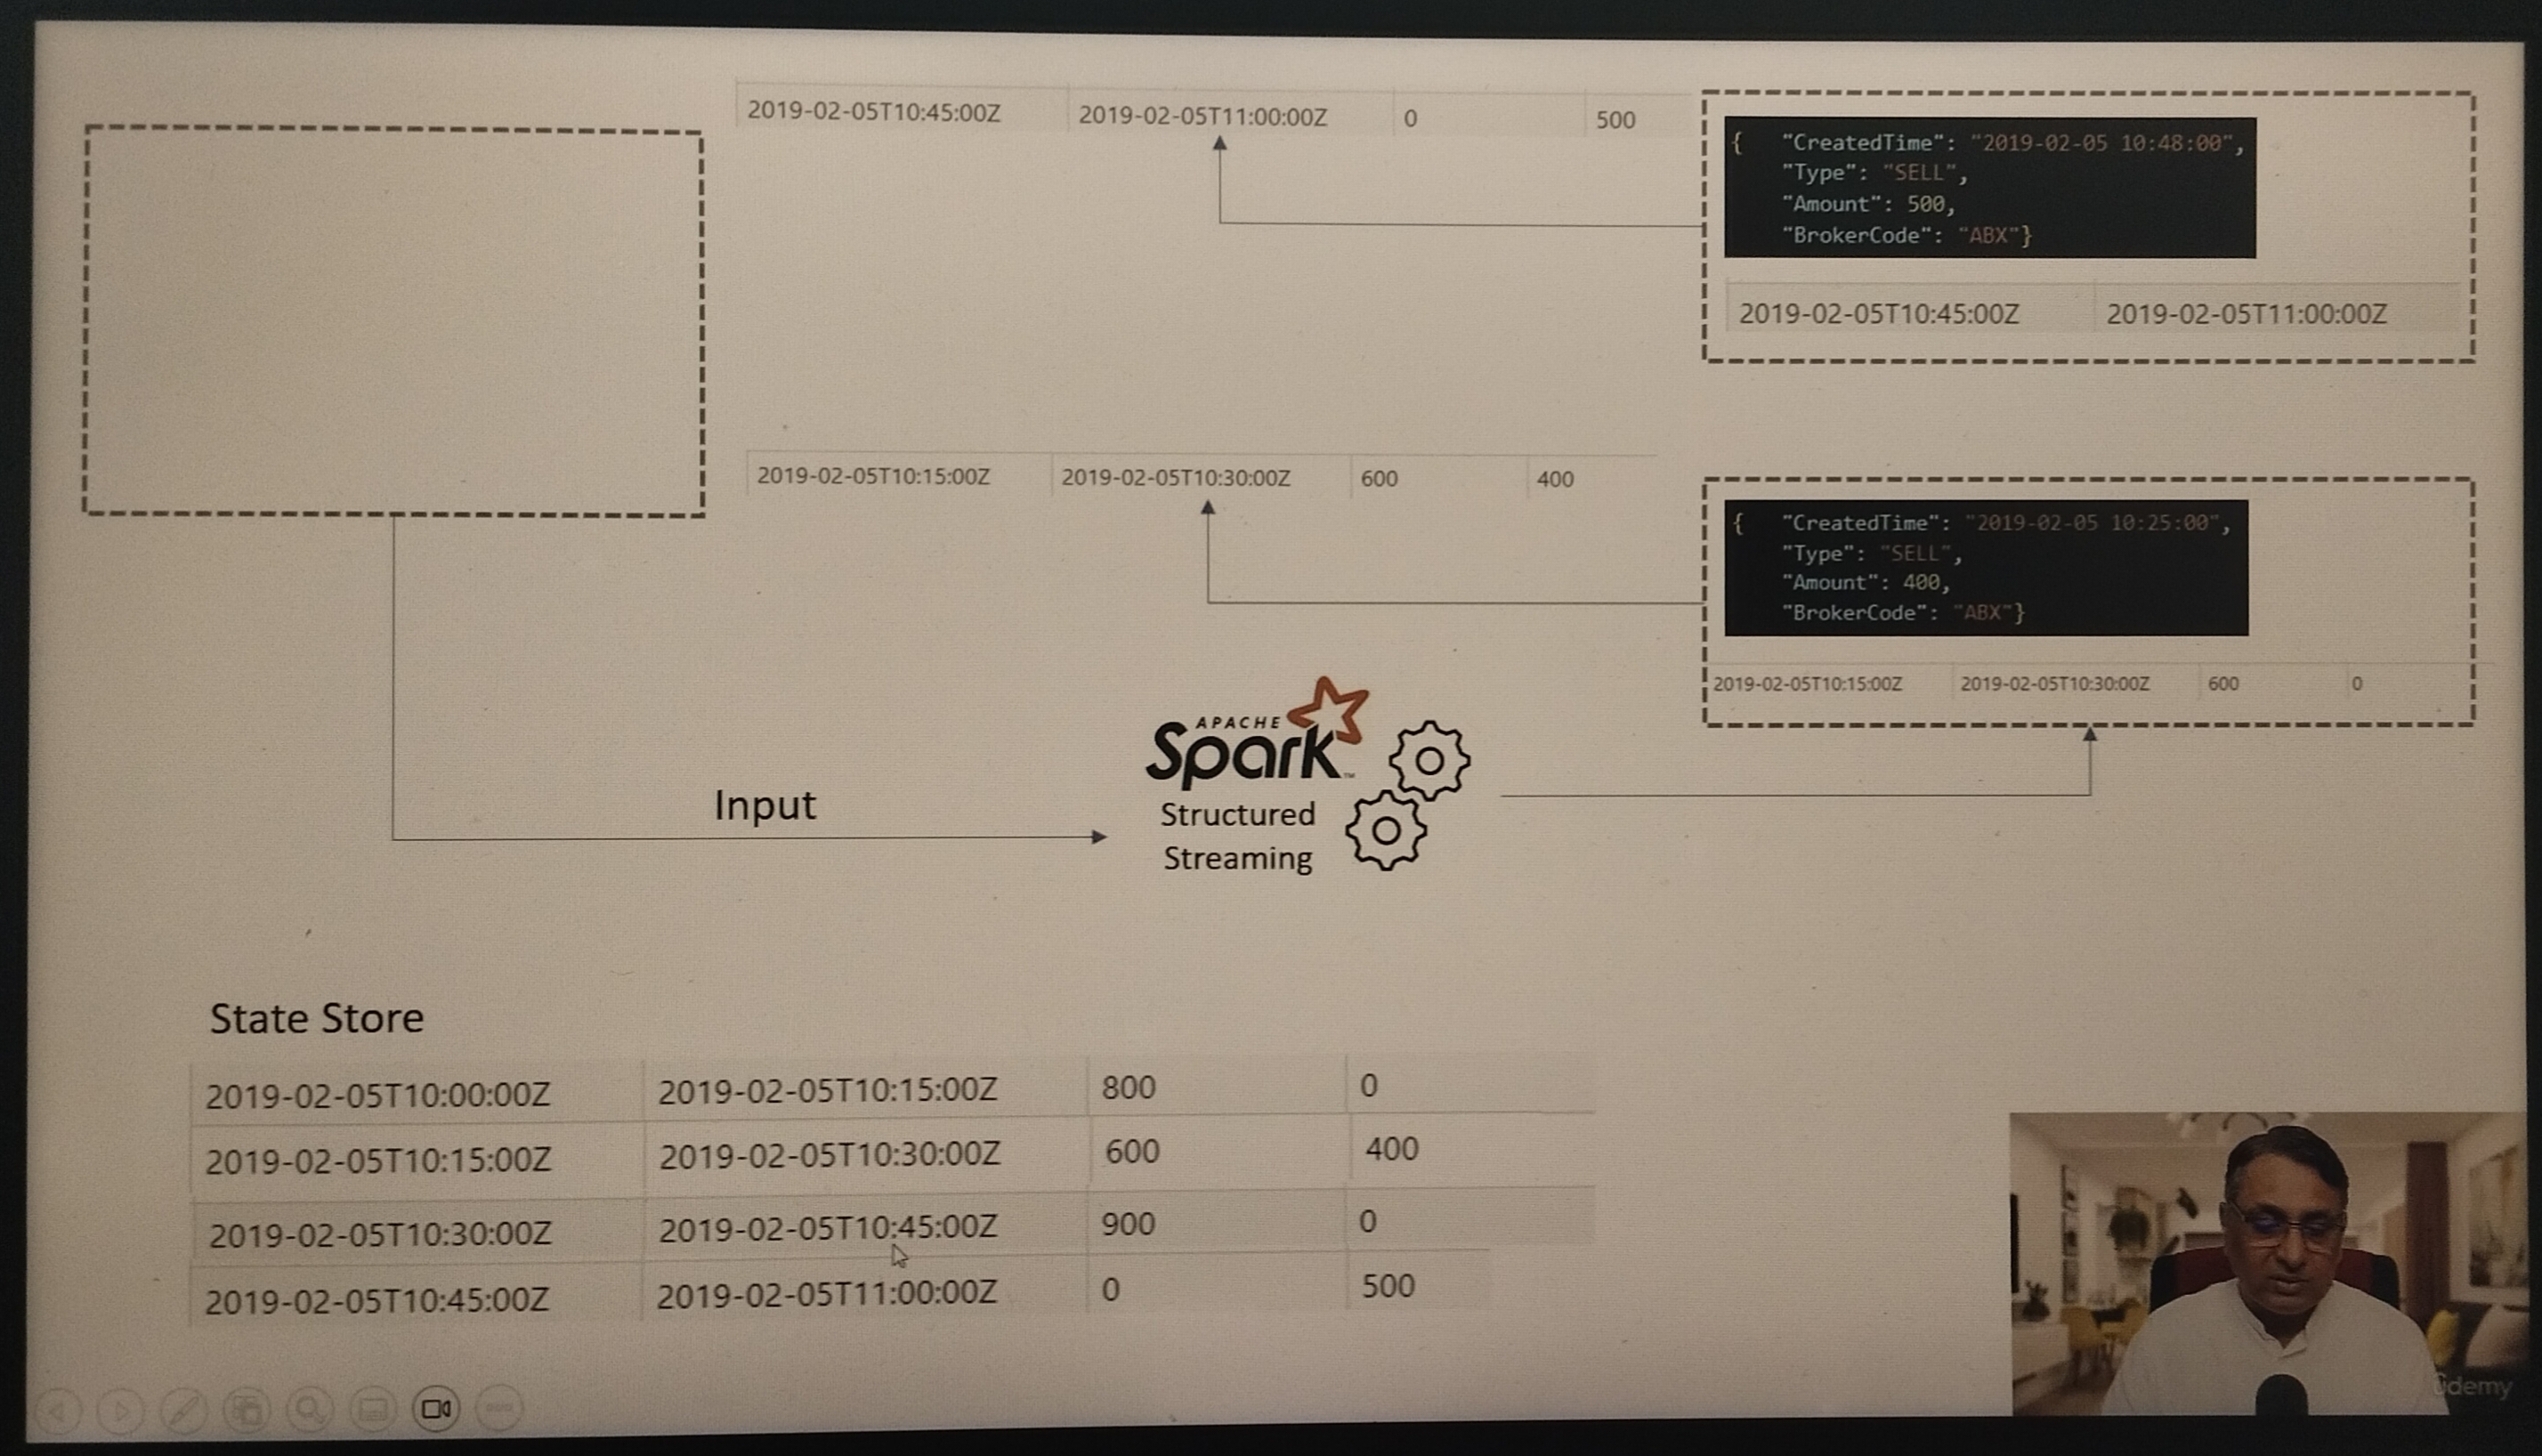 2019-02-05T10:45:00Z 2019-02-05T11:00:00Z 0 500
{ "CreatedTime": "2019-02-05 10:48:00",
"Type": "SELL",
"Amount": 500,
"BrokerCode": "ABX"}
2019-02-05T10:45:00Z 2019-02-05T11:00:00Z
2019-02-05T10:15:00Z 2019-02-05T10:30:00Z 600 400
{ "CreatedTime": "2019-02-05 10:25:00",
"Type": "SELL",
"Amount": 400,
"BrokerCode": "ABX"}
2019-02-05T10:15:00Z 2019-02-05T10:30:00Z 600 0
Input
APACHE
Spark™
Structured
Streaming
State Store
2019-02-05T10:00:00Z 2019-02-05T10:15:00Z 800 0
2019-02-05T10:15:00Z 2019-02-05T10:30:00Z 600 400
2019-02-05T10:30:00Z 2019-02-05T10:45:00Z 900 0
2019-02-05T10:45:00Z 2019-02-05T11:00:00Z 0 500
ûdemy